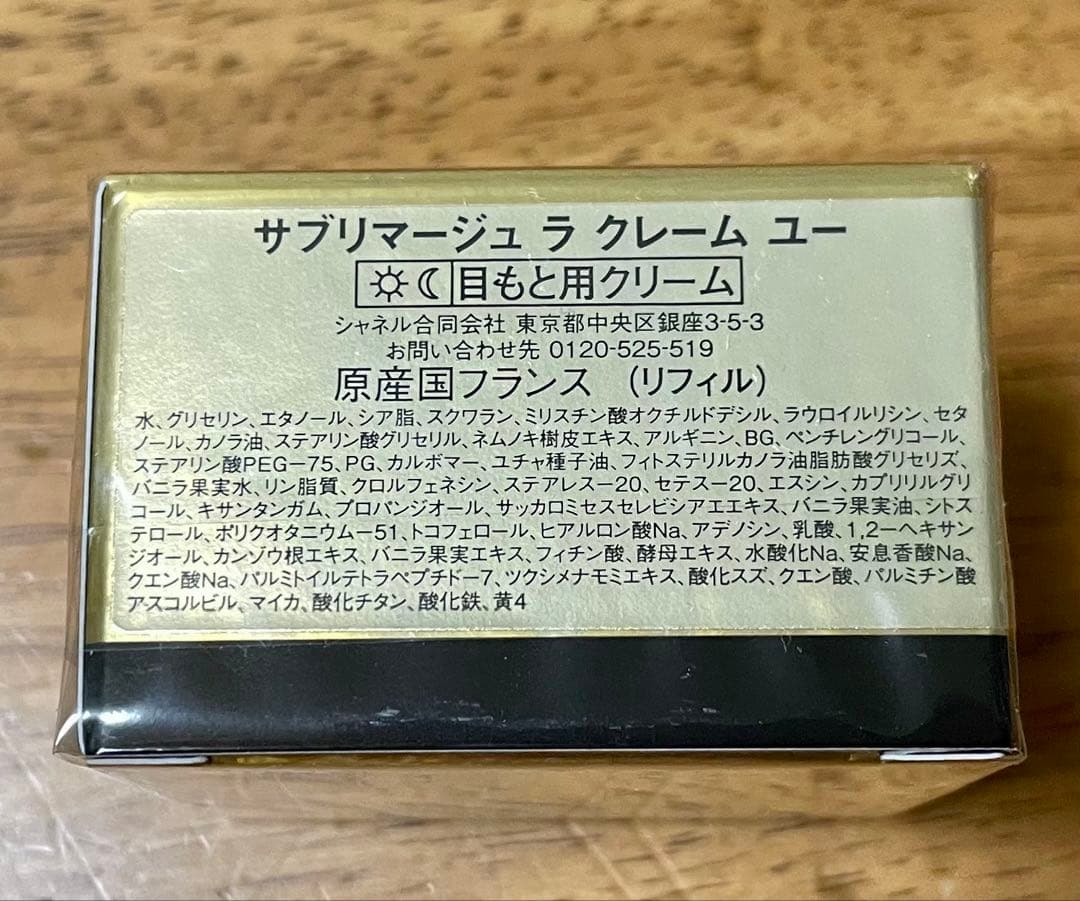 サブリマージュ ラ クレーム ユー
目もと用クリーム
シャネル合同会社 東京都中央区銀座3-5-3
お問い合わせ先 0120-525-519
原産国フランス (リフィル)
水、グリセリン、エタノール、シア脂、スクワラン、ミリスチン酸オクチルドデシル、ラウロイルリシン、セタ
ノール、カノラ油、ステアリン酸グリセリル、ネムノキ樹皮エキス、アルギニン、BG、ペンチレングリコール、
ステアリン酸PEG-75、PG、カルボマー、ユチャ種子油、フィトステリルカノラ油脂肪酸グリセリズ、
バニラ果実水、リン脂質、クロルフェネシン、ステアレス-20、セテス-20、エスシン、カプリリルグリ
コール、キサンタンガム、プロパンジオール、サッカロミセスセレビシアエエキス、バニラ果実油、シトス
テロール、ポリクオタニウム-51、トコフェロール、ヒアルロン酸Na、アデノシン、乳酸、1,2-ヘキサン
ジオール、カンゾウ根エキス、バニラ果実エキス、フィチン酸、酵母エキス、水酸化Na、安息香酸Na、
クエン酸Na、パルミトイルテトラペプチド-7、ツクシメナモミエキス、酸化スズ、クエン酸、パルミチン酸
アスコルビル、マイカ、酸化チタン、酸化鉄、黄4